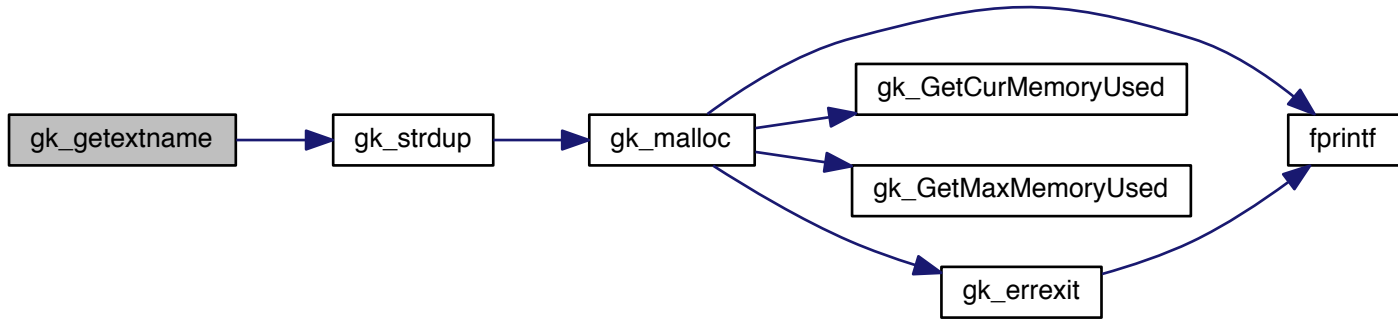 gk_getextname
gk_strdup
gk_malloc
gk_GetCurMemoryUsed
gk_GetMaxMemoryUsed
gk_errexit
fprintf